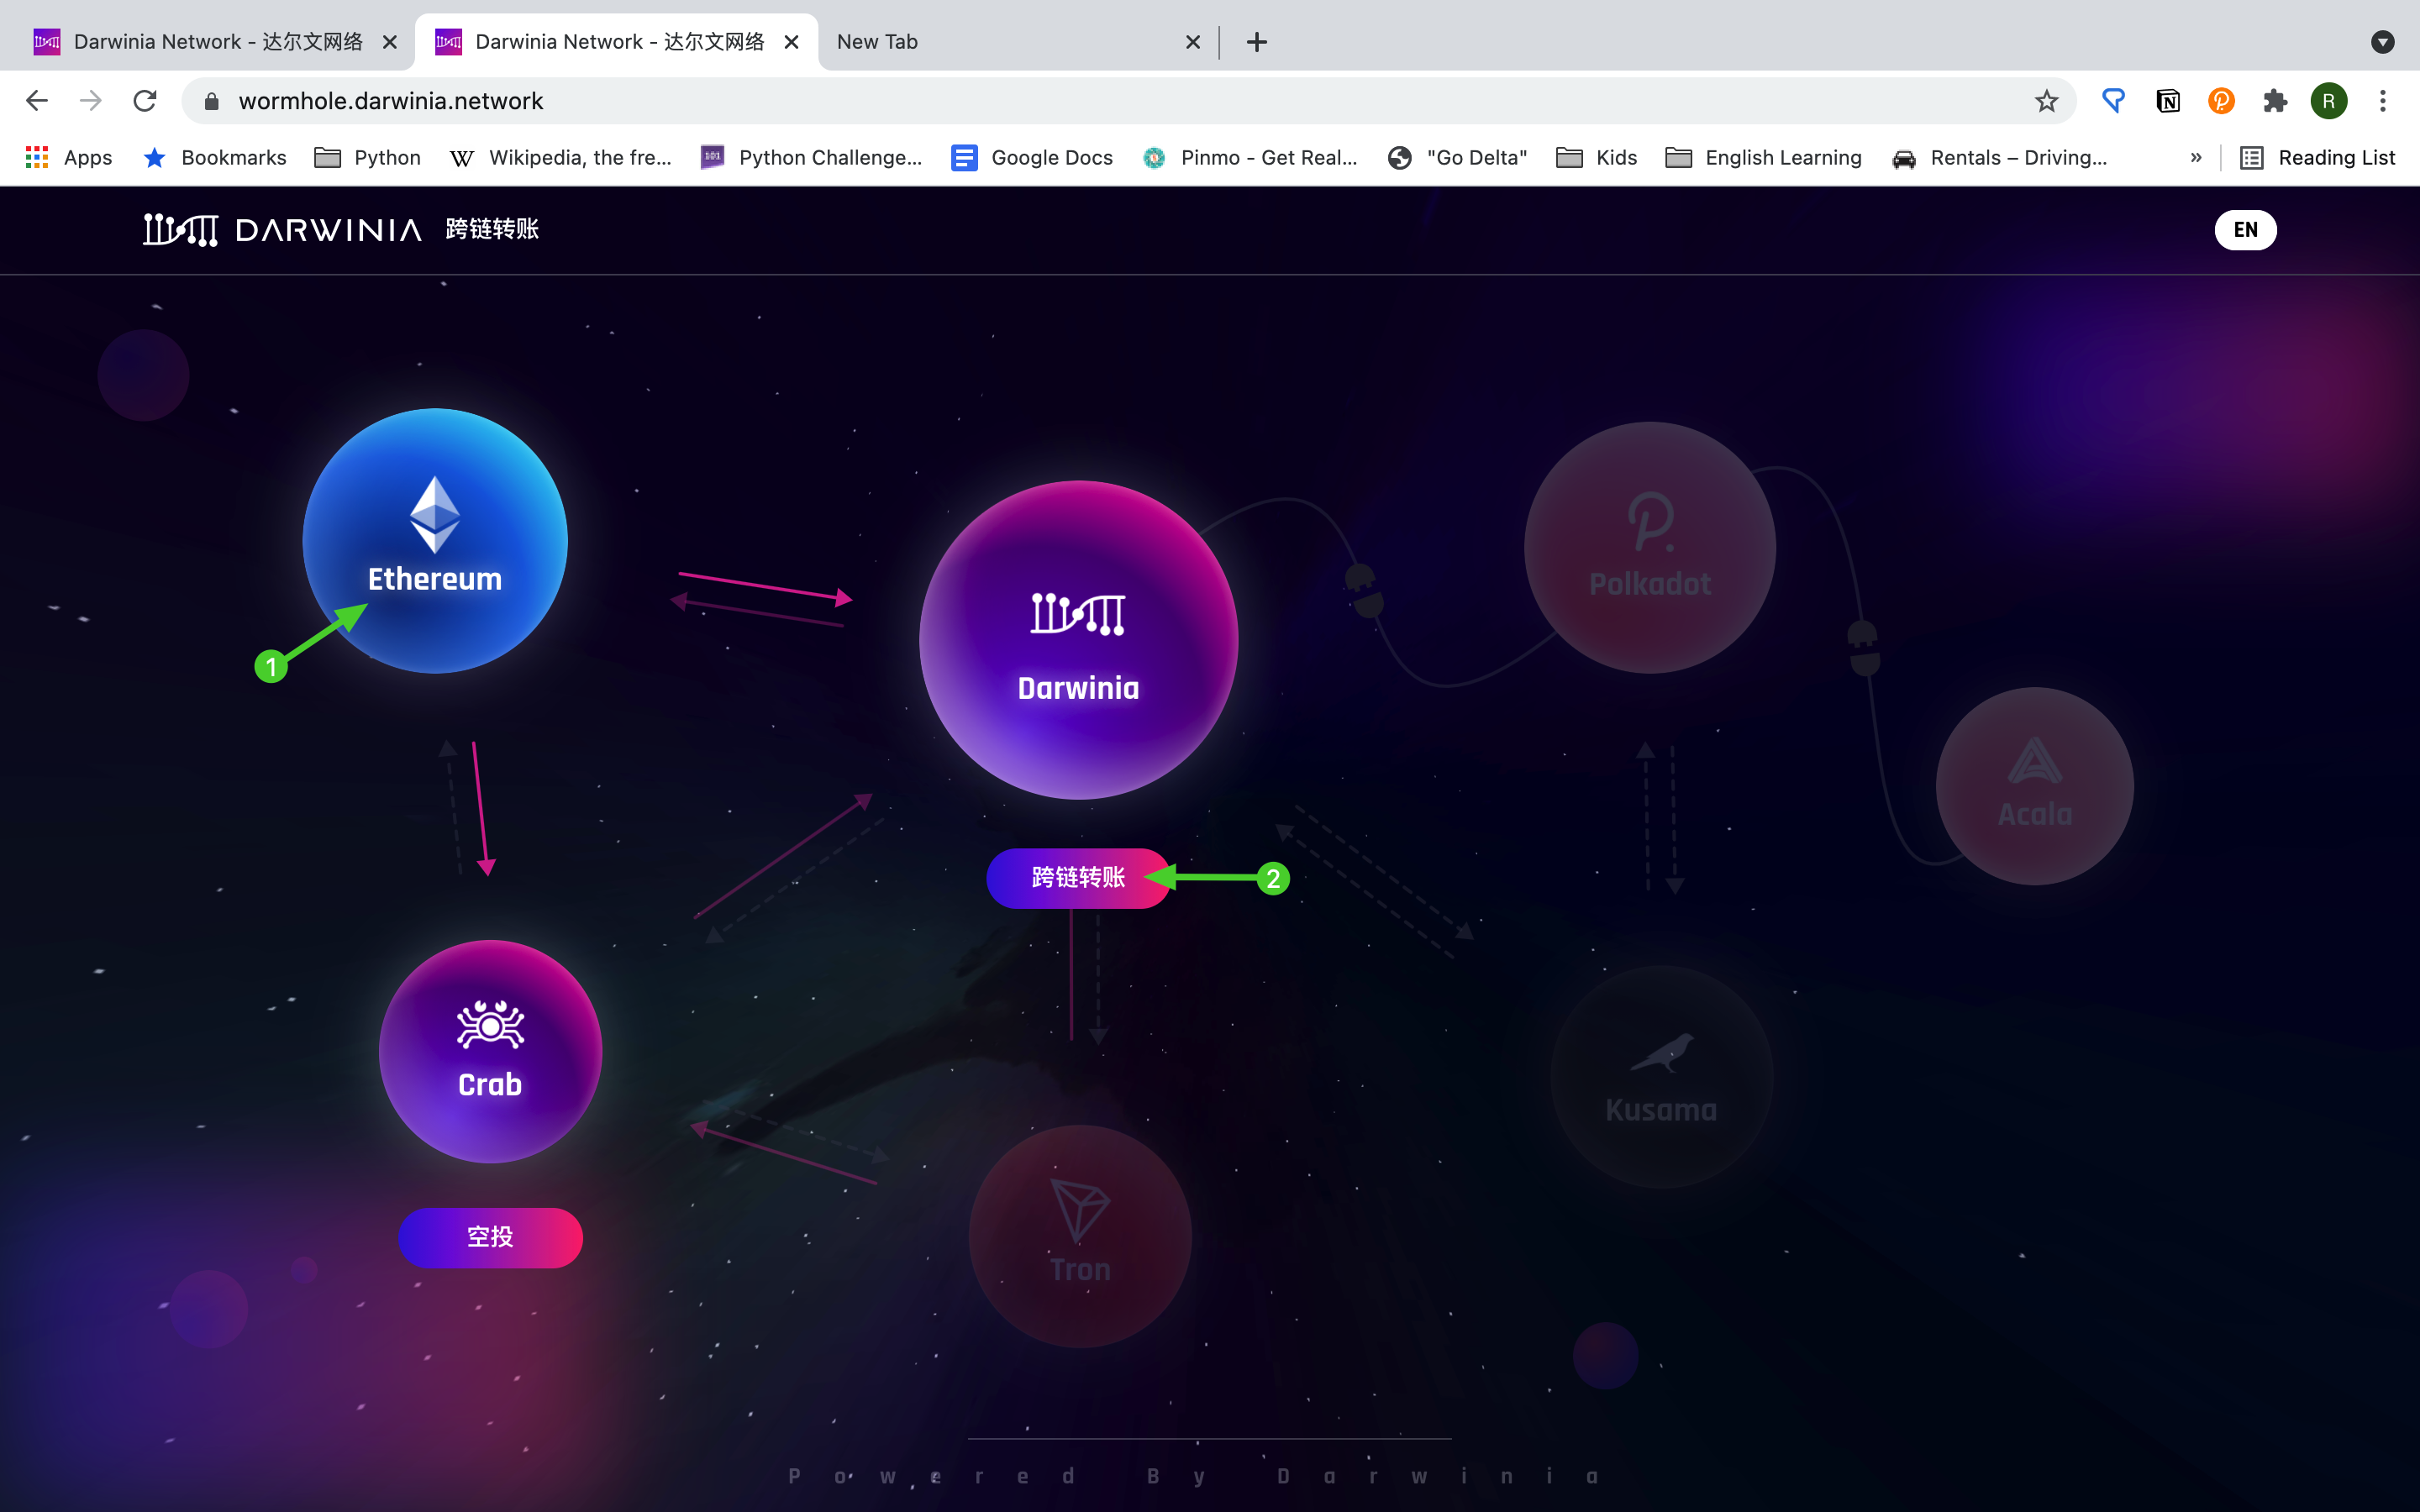 Darwinia Network - 达尔文网络
Darwinia Network - 达尔文网络
New Tab
wormhole.darwinia.network
R
Apps
Bookmarks
Python
Wikipedia, the fre...
Python Challenge...
Google Docs
Pinmo - Get Real...
"Go Delta"
Kids
English Learning
Rentals – Driving...
»
Reading List
DARWINIA 跨链转账
EN
Ethereum
1
Darwinia
Polkadot
Acala
跨链转账
2
Crab
Kusama
空投
Tron
Powered By Darwinia